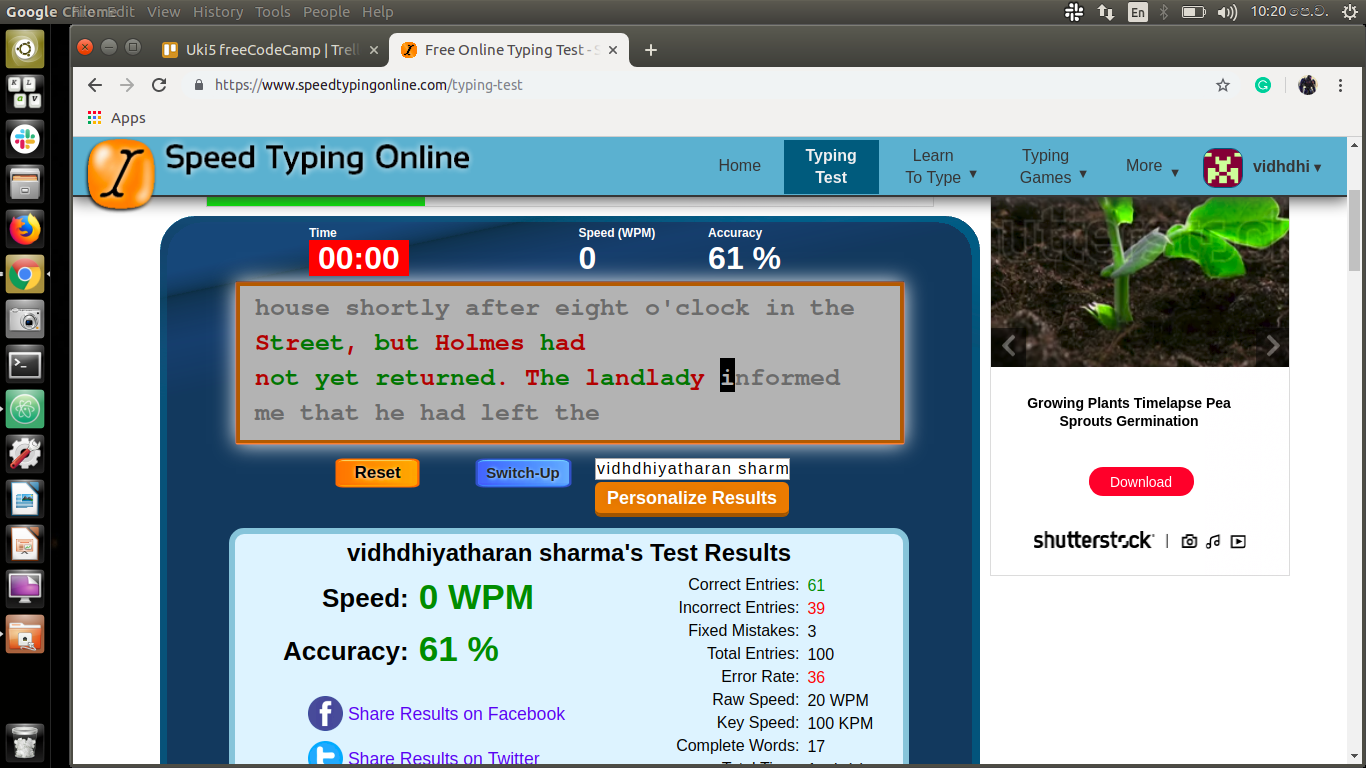 Google Chrome File Edit View History Tools People Help
En
10:20 පෙ.ව.
Uki5 freeCodeCamp | Trell
Free Online Typing Test - S
https://www.speedtypingonline.com/typing-test
Apps
Speed Typing Online
Home
Typing Test
Learn To Type ▼
Typing Games ▼
More ▼
vidhdhi ▾
Time
00:00
Speed (WPM)
0
Accuracy
61 %
house shortly after eight o'clock in the
Street, but Holmes had
not yet returned. The landlady informed
me that he had left the
Reset
Switch-Up
vidhdhiyatharan sharm
Personalize Results
vidhdhiyatharan sharma's Test Results
Speed: 0 WPM
Accuracy: 61 %
Share Results on Facebook
Share Results on Twitter
Correct Entries: 61
Incorrect Entries: 39
Fixed Mistakes: 3
Total Entries: 100
Error Rate: 36
Raw Speed: 20 WPM
Key Speed: 100 KPM
Complete Words: 17
Growing Plants Timelapse Pea
Sprouts Germination
Download
shutterstock